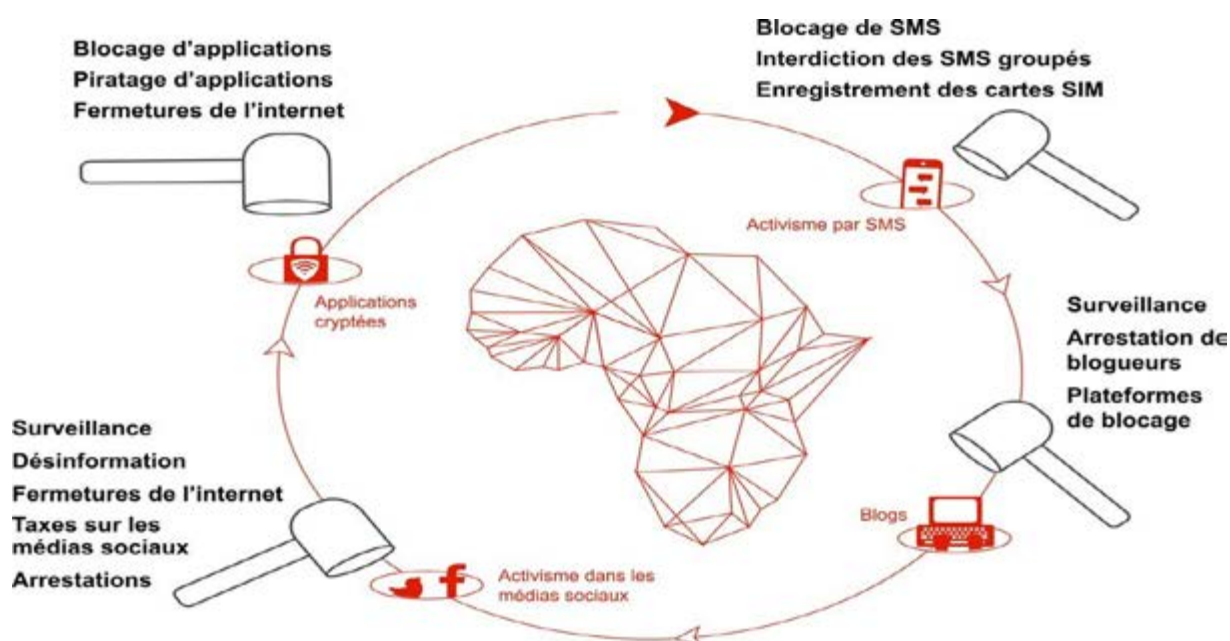 Blocage d'applications
Piratage d'applications
Fermetures de l'internet
Blocage de SMS
Interdiction des SMS groupés
Enregistrement des cartes SIM
Activisme par SMS
Applications
cryptées
Surveillance
Arrestation de
blogueurs
Plateformes
de blocage
Surveillance
Désinformation
Fermetures de l'internet
Taxes sur les
médias sociaux
Arrestations
Blogs
Activisme dans les
médias sociaux